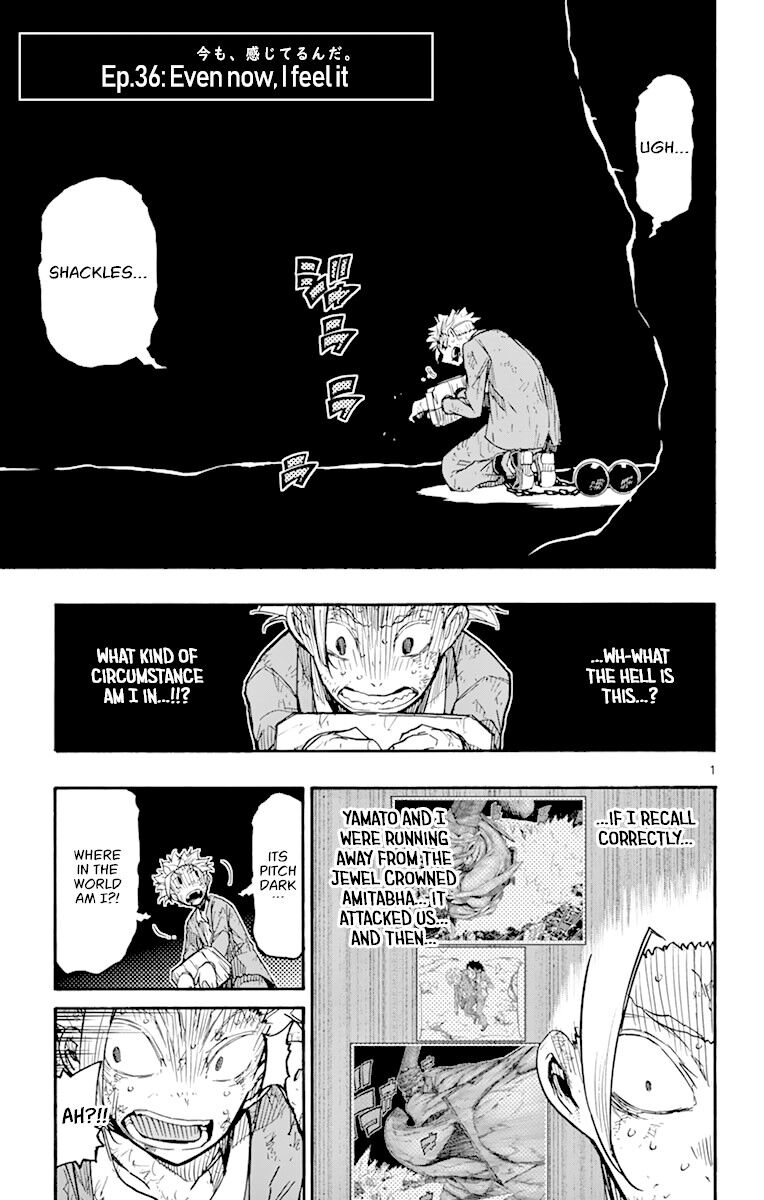 今も、感じてるんだ。
Ep.36: Even now, I feel it
UGH...
SHACKLES...
...WH-WHAT
THE HELL IS
THIS...?
WHAT KIND OF
CIRCUMSTANCE
AM I IN...!!?
1
...IF I RECALL
CORRECTLY...
YAMATO AND I
WERE RUNNING
AWAY FROM THE
JEWEL CROWNED
AMITABHA... IT
ATTACKED US...
AND THEN...
ITS
PITCH
DARK
...
WHERE
IN THE
WORLD
AM I?!
AH?!!